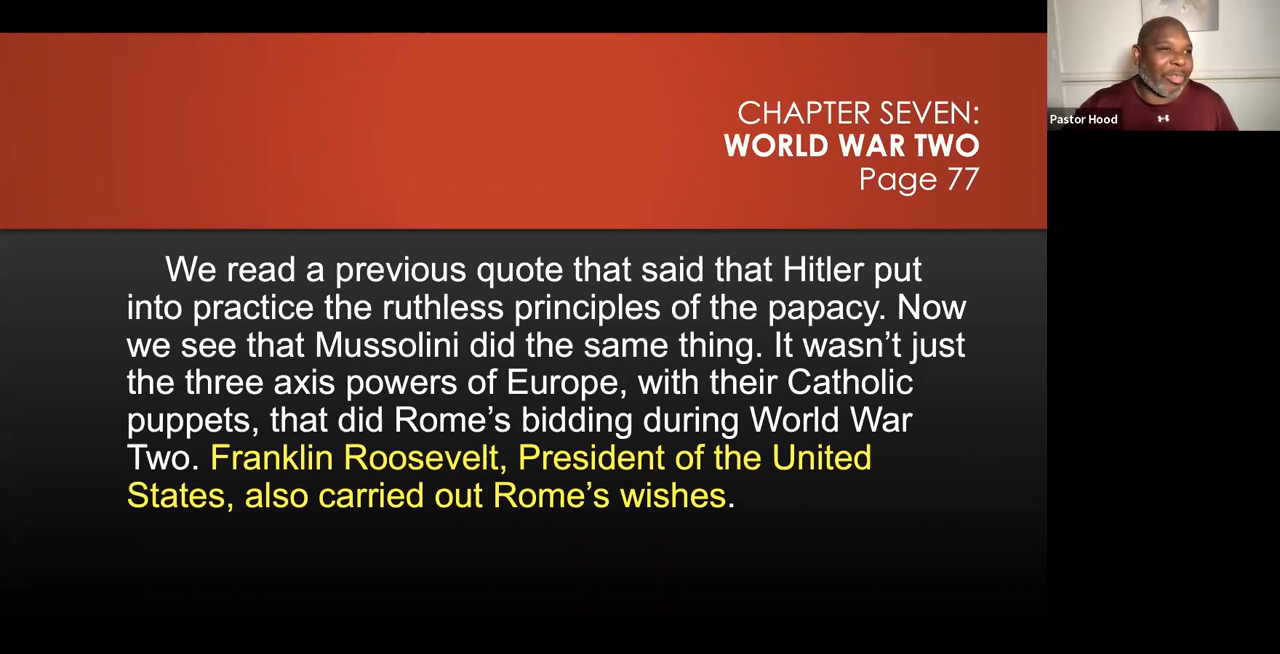 CHAPTER SEVEN:
WORLD WAR TWO
Page 77
Pastor Hood
We read a previous quote that said that Hitler put
into practice the ruthless principles of the papacy. Now
we see that Mussolini did the same thing. It wasn’t just
the three axis powers of Europe, with their Catholic
puppets, that did Rome’s bidding during World War
Two. Franklin Roosevelt, President of the United
States, also carried out Rome’s wishes.